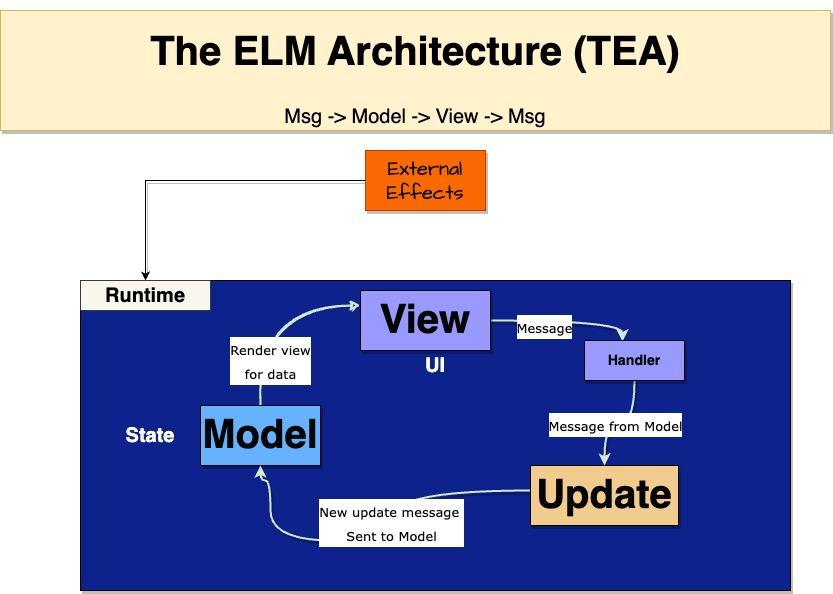 The ELM Architecture (TEA)
Msg -> Model -> View -> Msg
External
Effects
Runtime
View
UI
Message
Handler
Render view
for data
State
Model
Message from Model
Update
New update message
Sent to Model